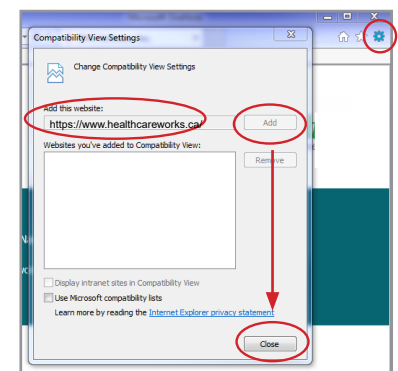 Microsoft Outlook
Compatibility View Settings
Change Compatibility View Settings
Add this website:
https://www.healthcareworks.ca/
Add
Websites you've added to Compatibility View:
Remove
Display intranet sites in Compatibility View
Use Microsoft compatibility lists
Learn more by reading the Internet Explorer privacy statement
Close